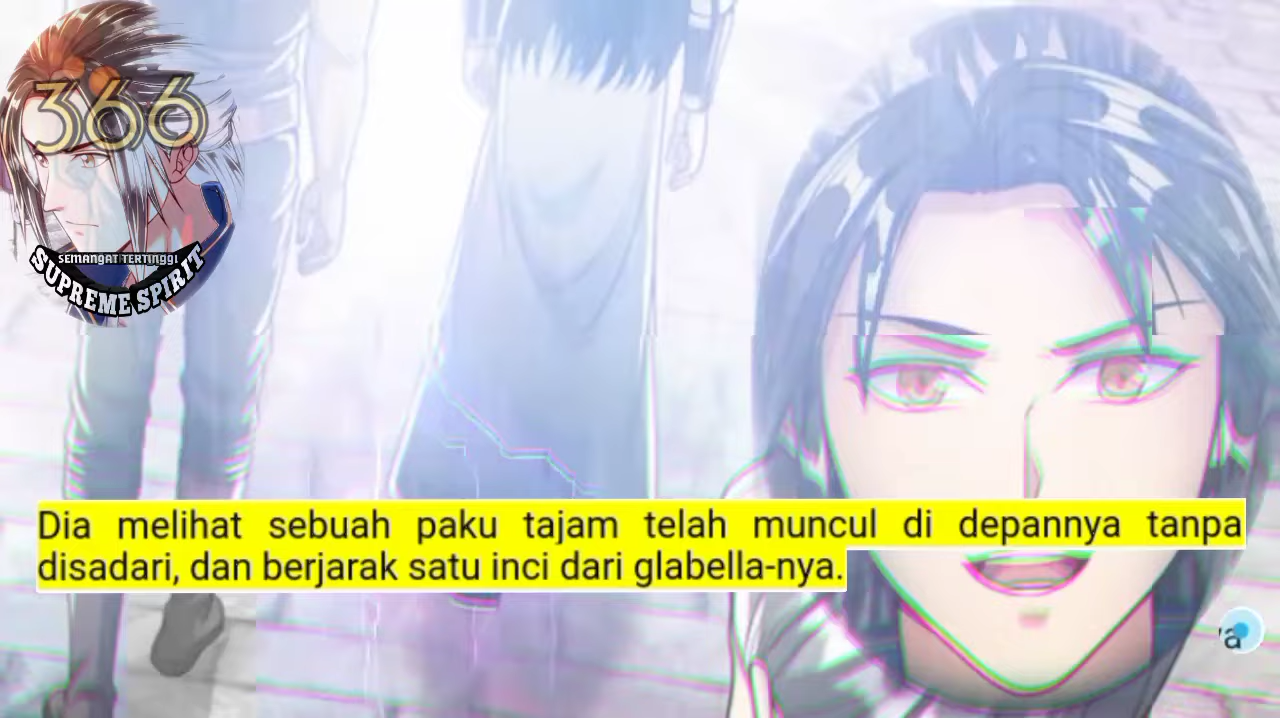 366
SEMANGAT TERTINGGI
SUPREME SPIRIT
Dia melihat sebuah paku tajam telah muncul di depannya tanpa
disadari, dan berjarak satu inci dari glabella-nya.